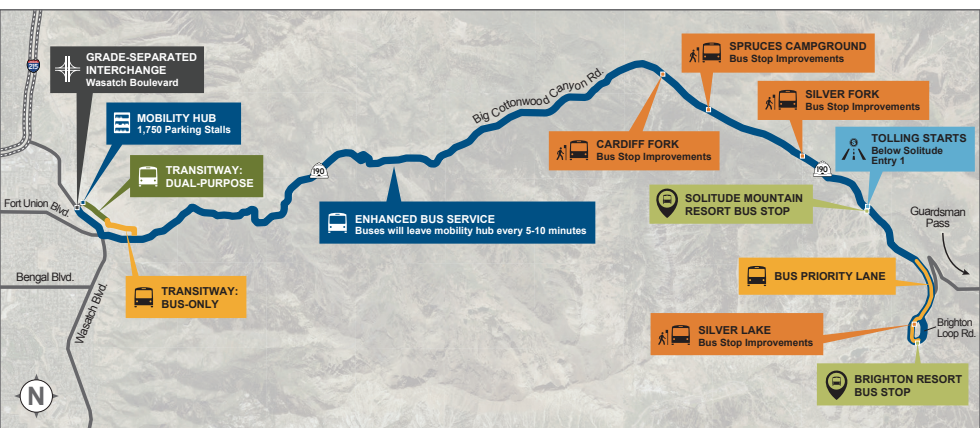 GRADE-SEPARATED
INTERCHANGE
Wasatch Boulevard
215
MOBILITY HUB
1,750 Parking Stalls
TRANSITWAY:
DUAL-PURPOSE
Fort Union Blvd.
Bengal Blvd.
Wasatch Blvd.
TRANSITWAY:
BUS-ONLY
N
190
ENHANCED BUS SERVICE
Buses will leave mobility hub every 5-10 minutes
Big Cottonwood Canyon Rd.
SPRUCES CAMPGROUND
Bus Stop Improvements
CARDIFF FORK
Bus Stop Improvements
SILVER FORK
Bus Stop Improvements
190
$
TOLLING STARTS
Below Solitude
Entry 1
SOLITUDE MOUNTAIN
RESORT BUS STOP
Guardsman
Pass
BUS PRIORITY LANE
SILVER LAKE
Bus Stop Improvements
Brighton
Loop Rd.
BRIGHTON RESORT
BUS STOP